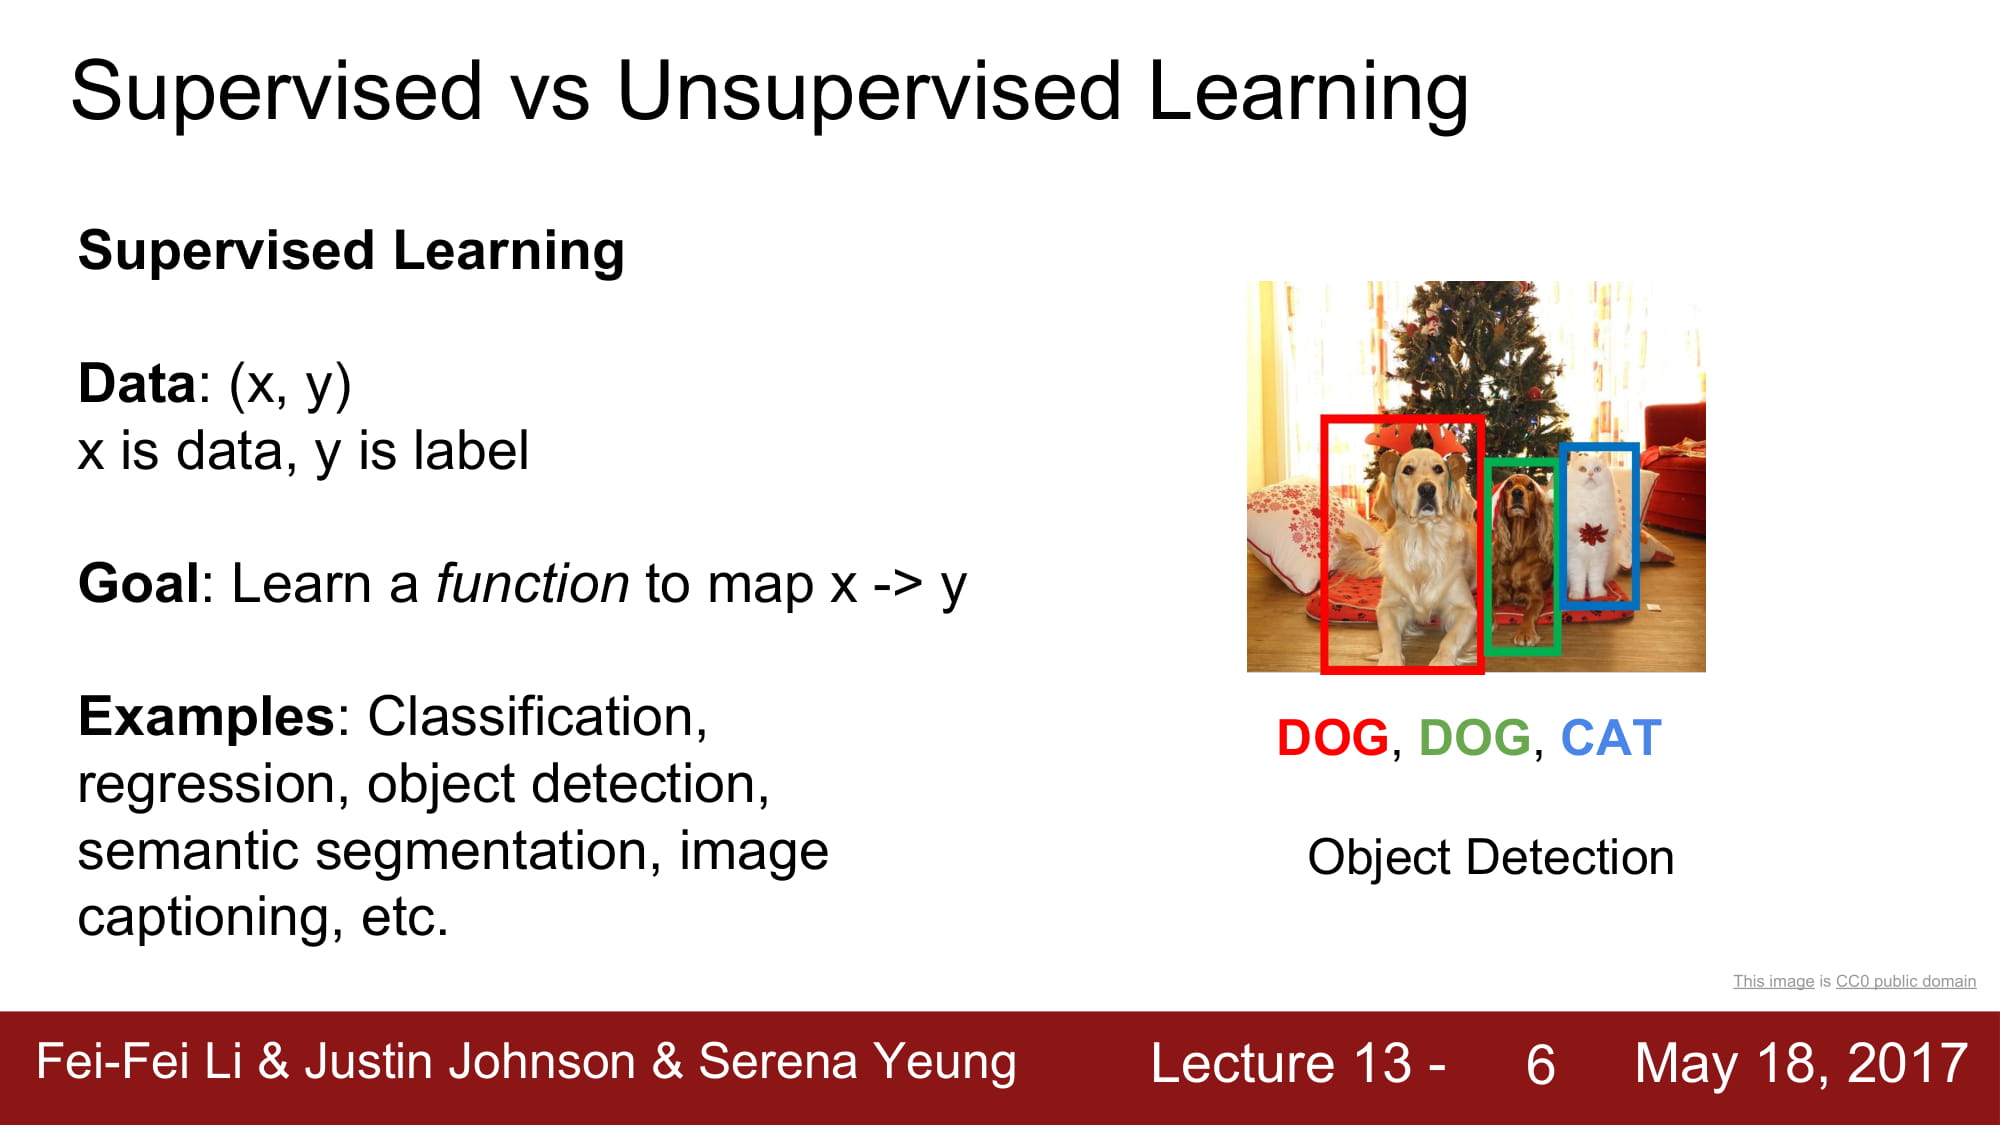 Supervised vs Unsupervised Learning
Supervised Learning
Data: (x, y)
x is data, y is label
Goal: Learn a function to map x -> y
Examples: Classification,
regression, object detection,
semantic segmentation, image
captioning, etc.
DOG, DOG, CAT
Object Detection
This image is CC0 public domain
Fei-Fei Li & Justin Johnson & Serena Yeung
Lecture 13 - 6
May 18, 2017